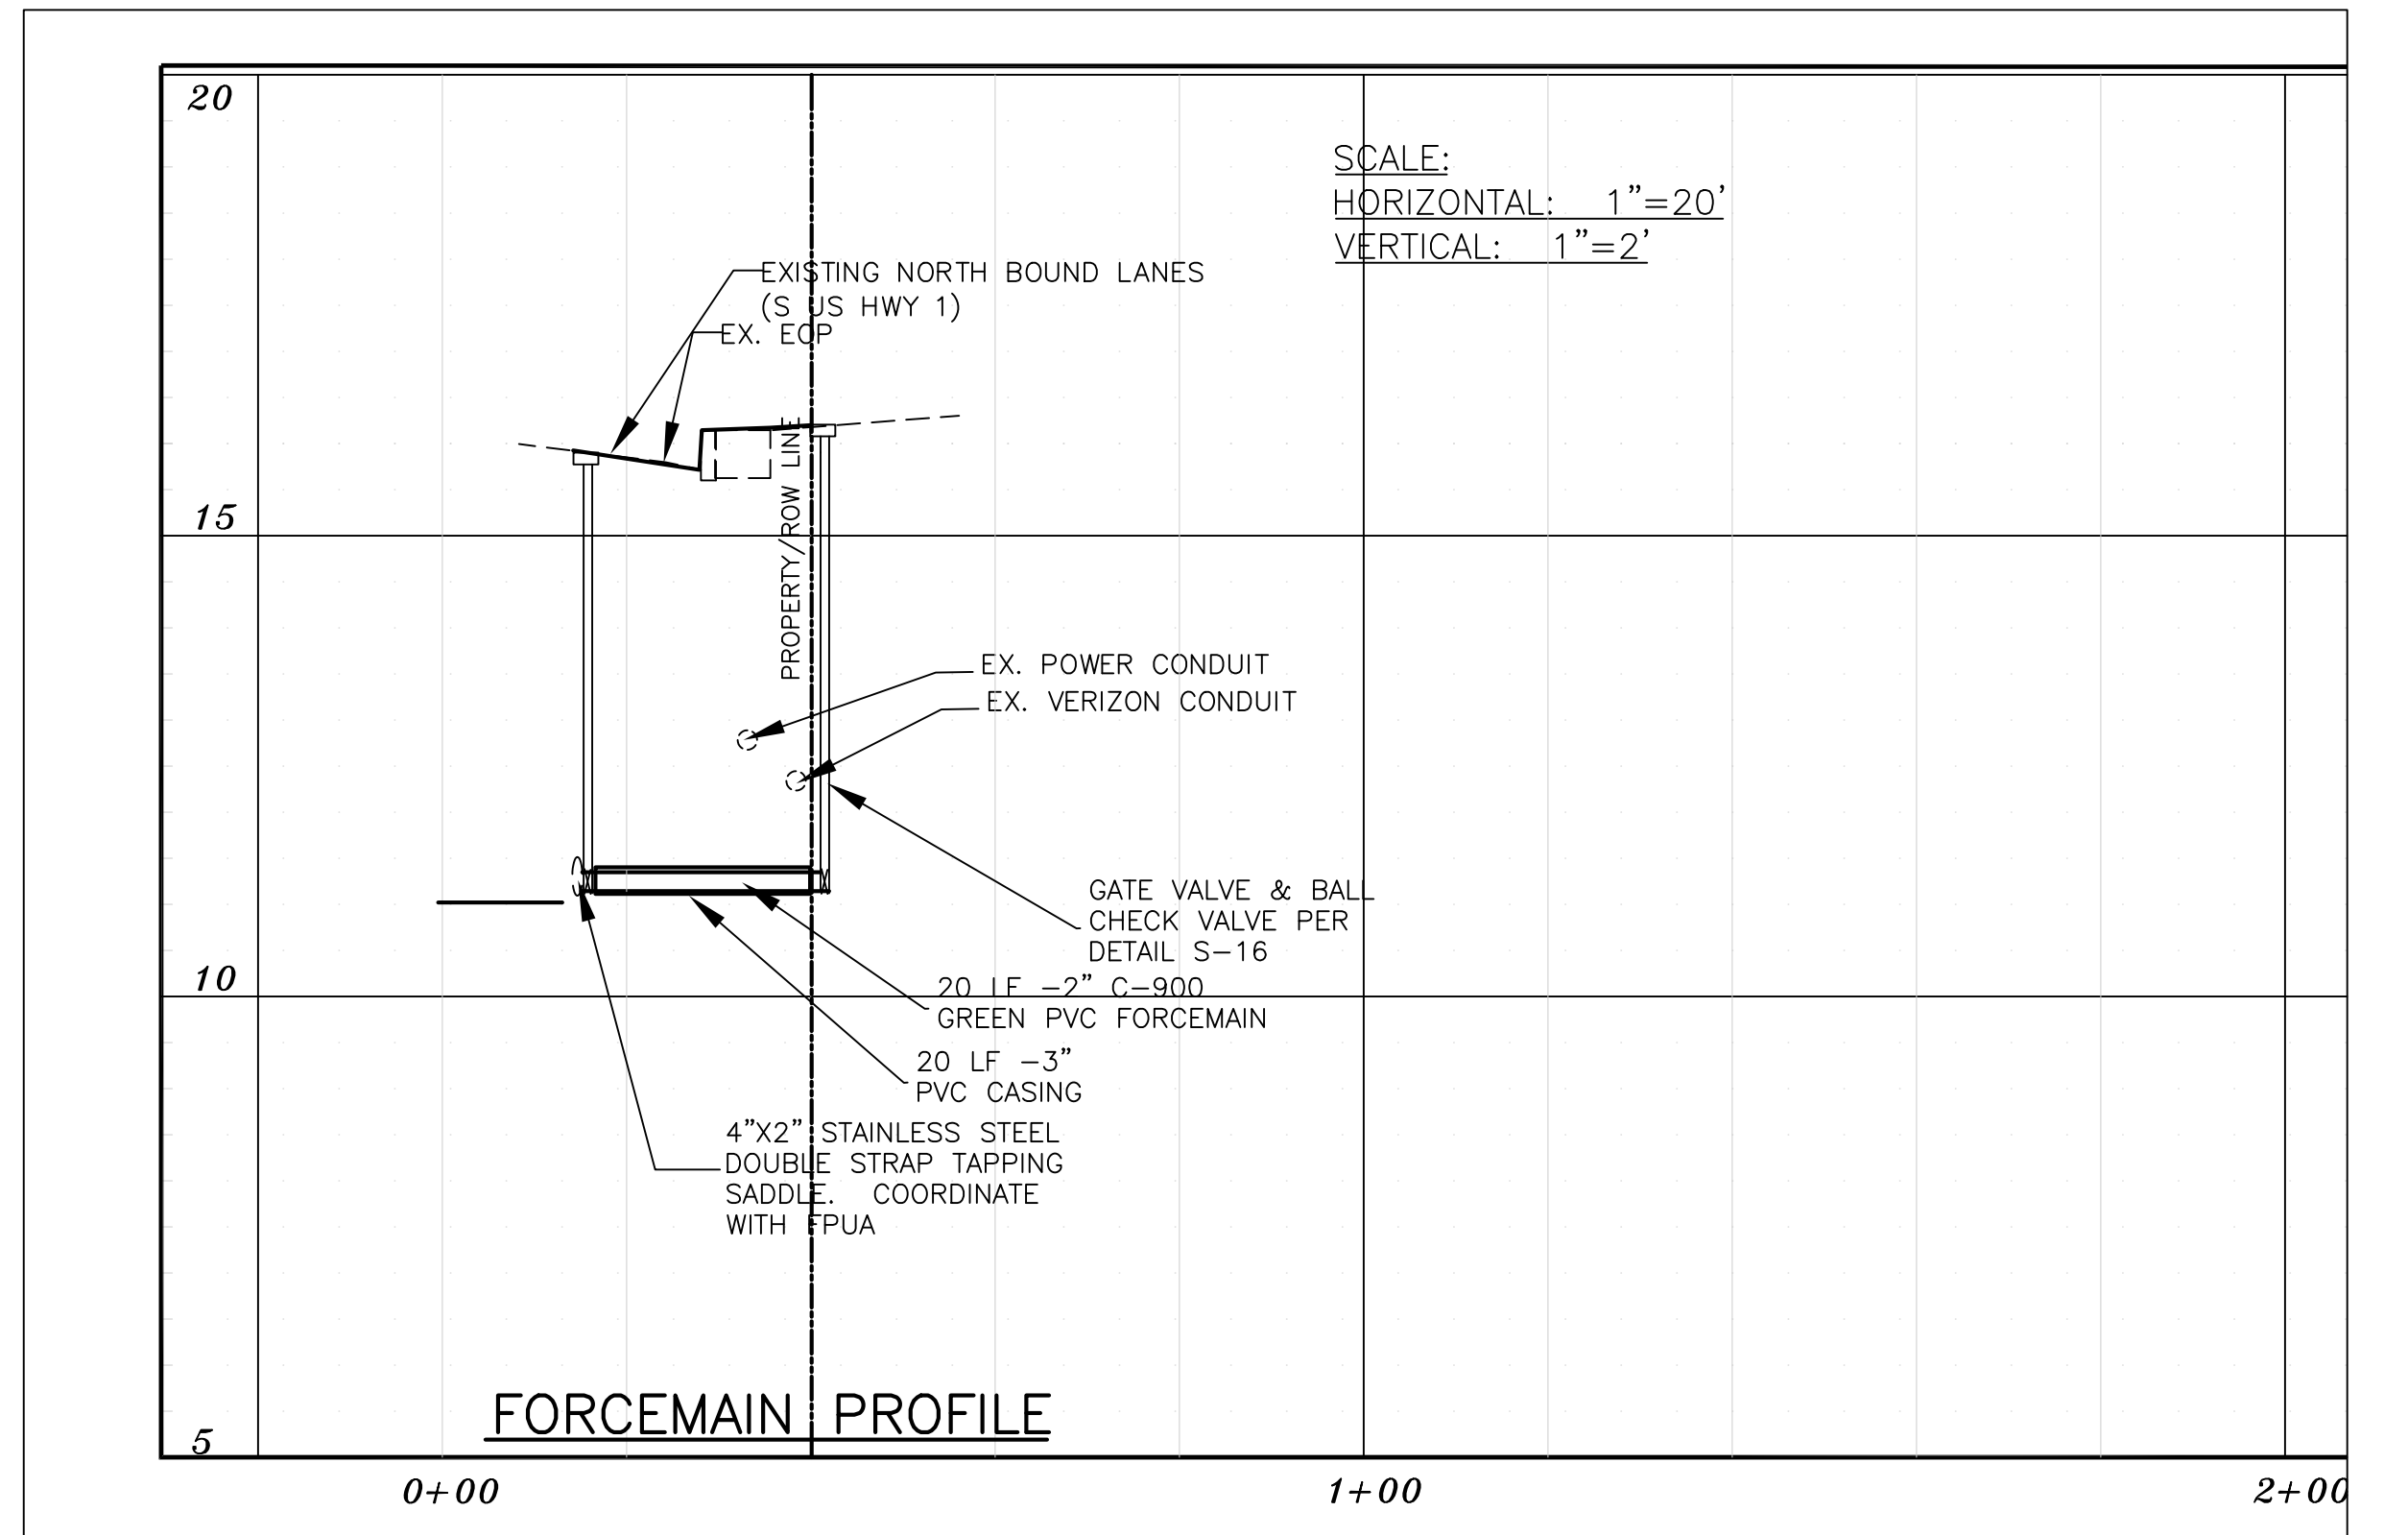 20
SCALE:
HORIZONTAL: 1"=20'
VERTICAL: 1"=2'
EXISTING NORTH BOUND LANES
(S US HWY 1)
EX. EOP
PROPERTY/ROW LINE
15
EX. POWER CONDUIT
EX. VERIZON CONDUIT
GATE VALVE & BALL
CHECK VALVE PER
DETAIL S-16
10
20 LF -2" C-900
GREEN PVC FORCEMAIN
20 LF -3"
PVC CASING
4"X2" STAINLESS STEEL
DOUBLE STRAP TAPPING
SADDLE. COORDINATE
WITH FPUA
FORCEMAIN PROFILE
5
0+00 1+00 2+00